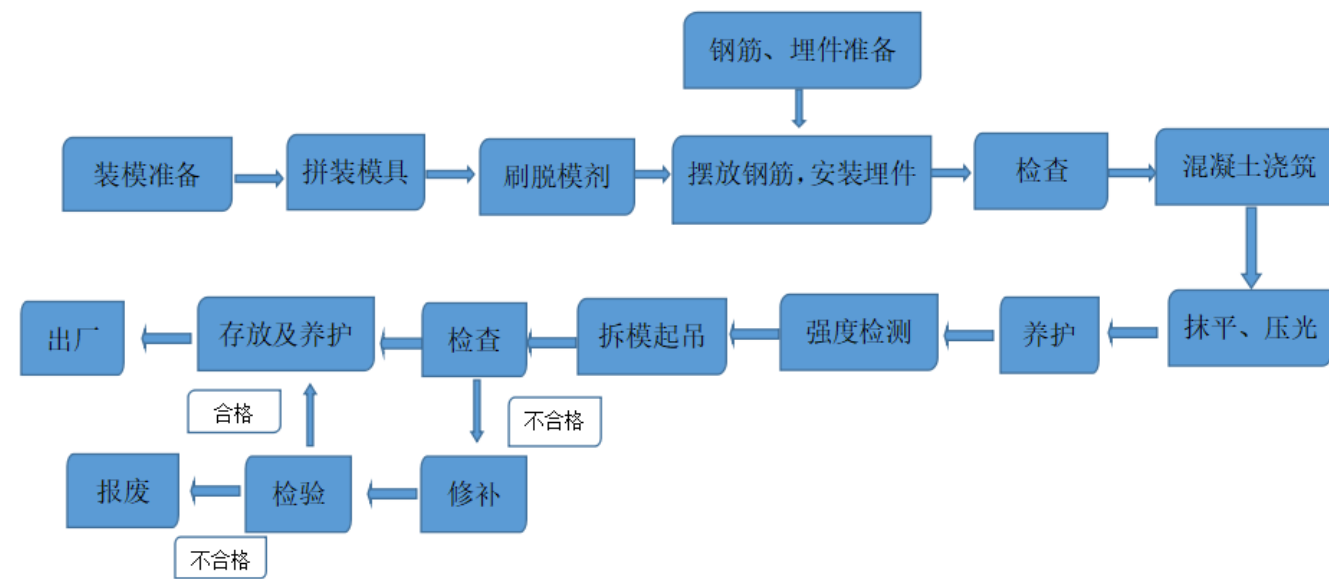 钢筋、埋件准备
装模准备
拼装模具
刷脱模剂
摆放钢筋,安装埋件
检查
混凝土浇筑
出厂
存放及养护
检查
拆模起吊
强度检测
养护
抹平、压光
合格
不合格
报废
检验
修补
不合格